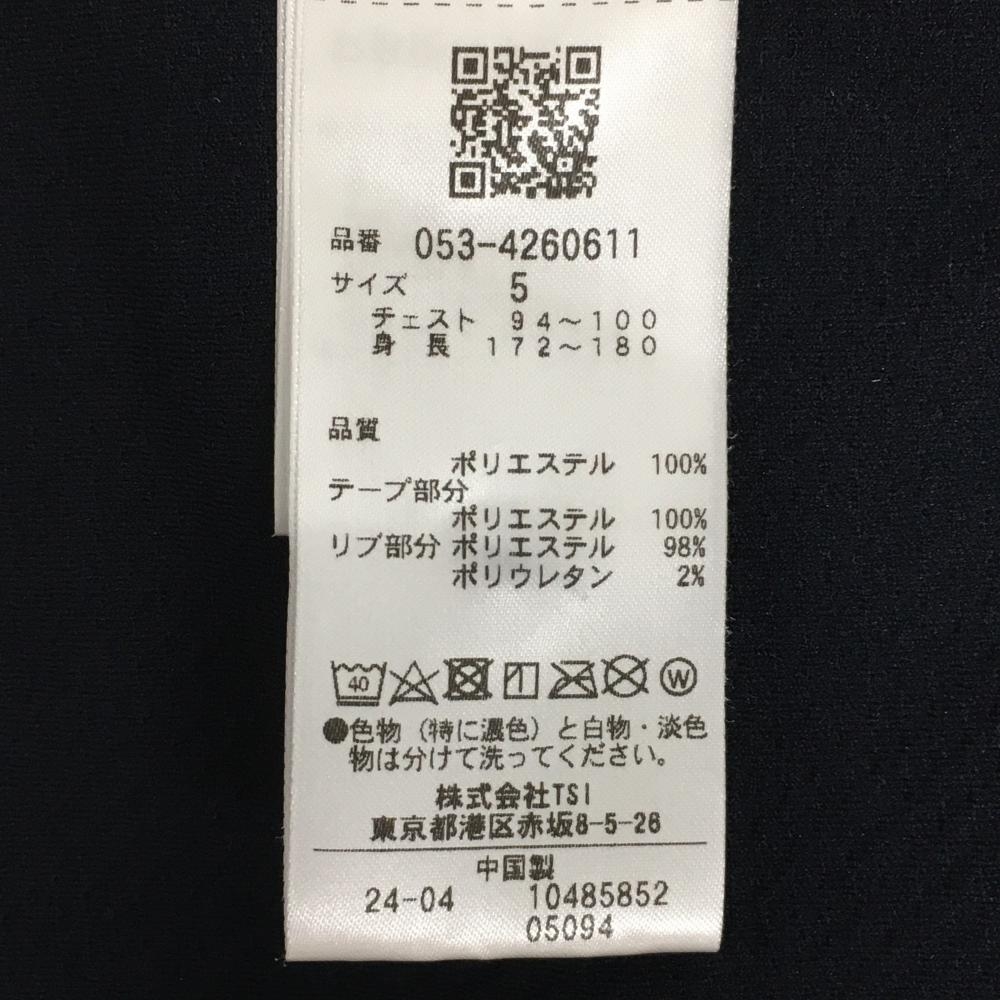 品番 053-4260611
サイズ 5
チェスト 94～100
身 長 172～180
品質
ポリエステル 100%
テープ部分
ポリエステル 100%
リブ部分 ポリエステル 98%
ポリウレタン 2%
40 W
●色物（特に濃色）と白物・淡色
物は分けて洗ってください。
株式会社TSI
東京都港区赤坂8-5-26
中国製
24-04 10485852
05094